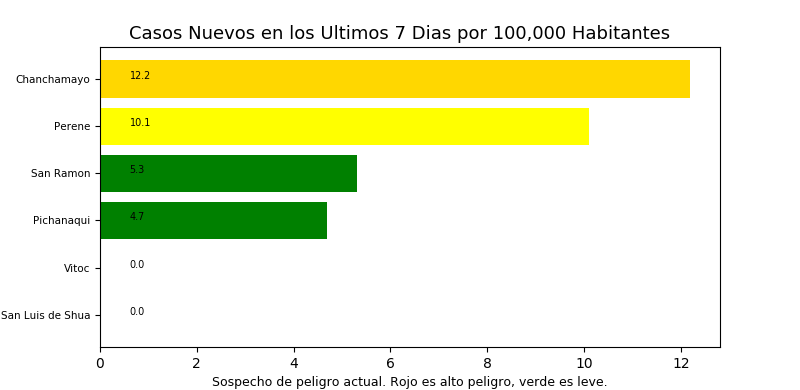 Casos Nuevos en los Ultimos 7 Dias por 100,000 Habitantes
Chanchamayo 12.2
Perene 10.1
San Ramon 5.3
Pichanaqui 4.7
Vitoc 0.0
San Luis de Shua 0.0
0 2 4 6 8 10 12
Sospecho de peligro actual. Rojo es alto peligro, verde es leve.